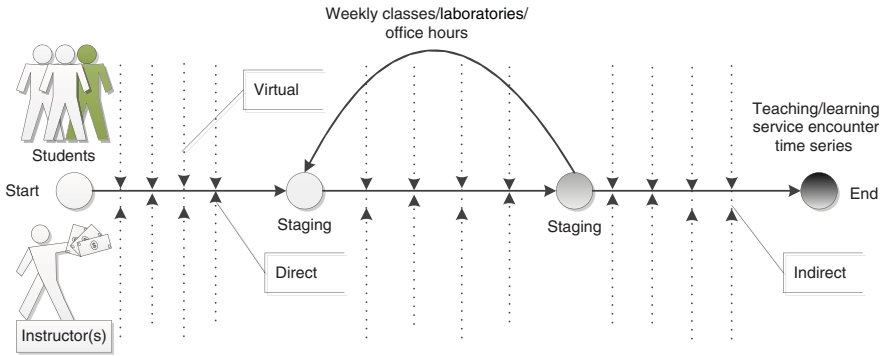 Weekly classes/laboratories/
office hours
Virtual
Teaching/learning
service encounter
time series
Students
Start
Staging
Staging
End
Direct
Indirect
Instructor(s)